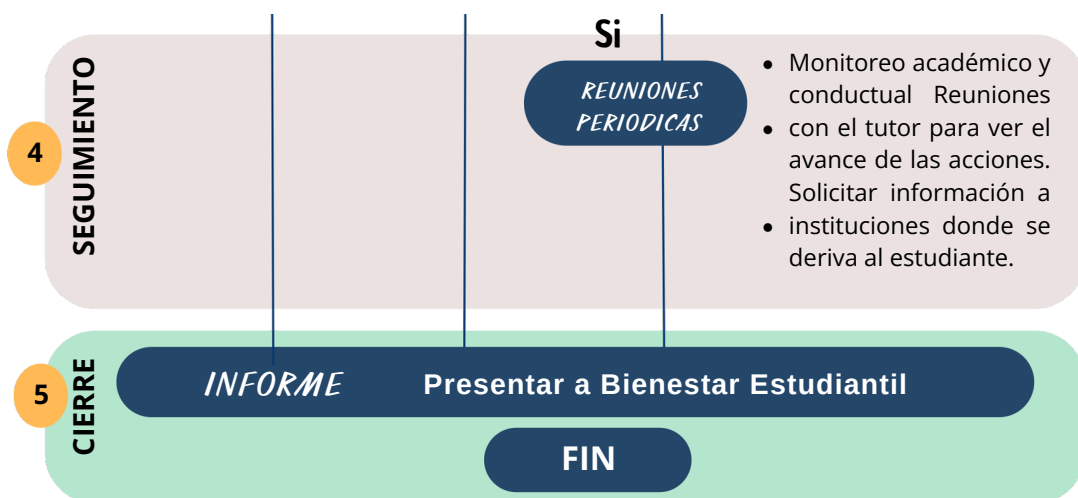 Si
4
SEGUIMIENTO
REUNIONES
PERIODICAS
• Monitoreo académico y
conductual Reuniones
• con el tutor para ver el
avance de las acciones.
Solicitar información a
• instituciones donde se
deriva al estudiante.
5
CIERRE
INFORME Presentar a Bienestar Estudiantil
FIN